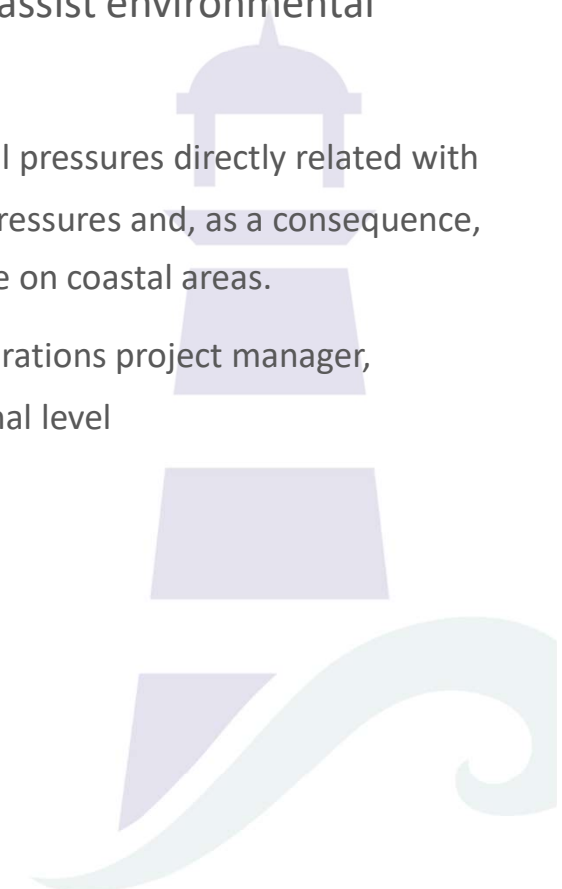 assist environmental
l pressures directly related with
ressures and, as a consequence,
e on coastal areas.
rations project manager,
nal level